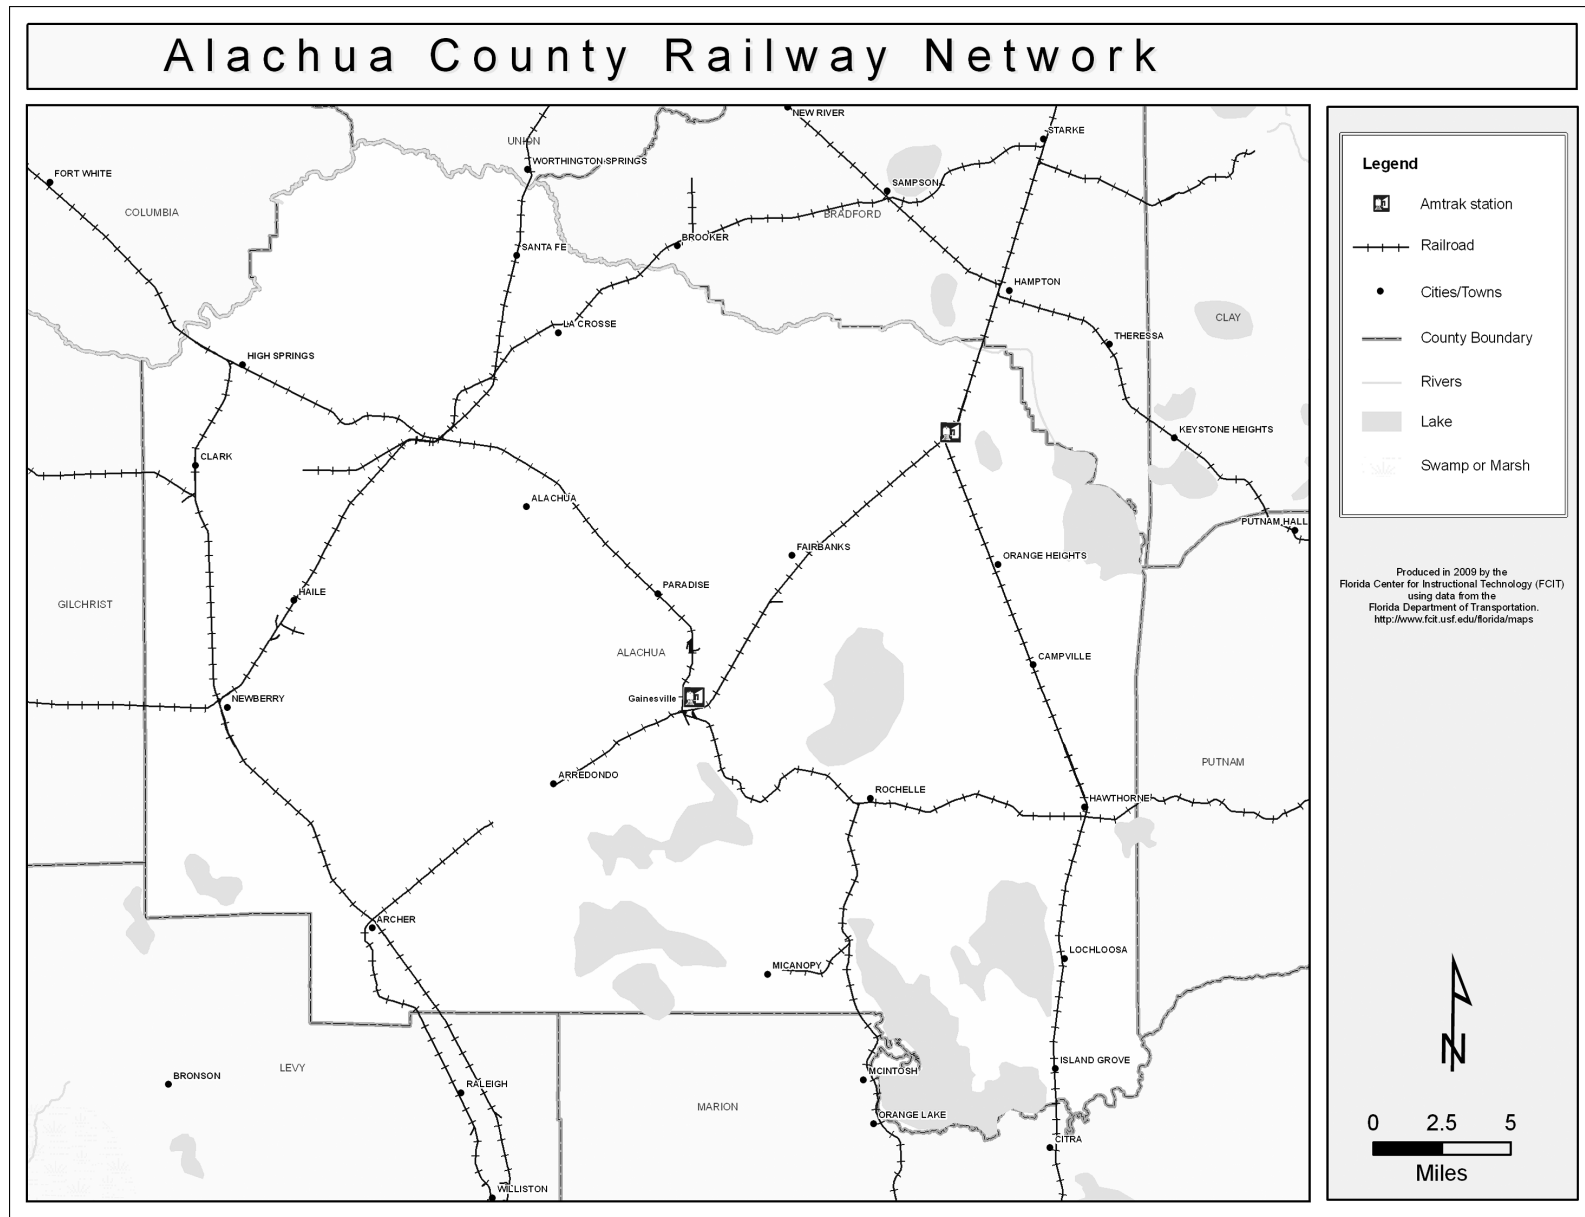 Alachua County Railway Network
NEW RIVER
STARKE
UNION
WORTHINGTON SPRINGS
FORT WHITE
SAMPSON
COLUMBIA
BRADFORD
BROOKER
SANTA FE
HAMPTON
LA CROSSE
CLAY
THERESSA
HIGH SPRINGS
KEYSTONE HEIGHTS
CLARK
ALACHUA
PUTNAM HALL
FAIRBANKS
ORANGE HEIGHTS
PARADISE
HAILE
GILCHRIST
ALACHUA
CAMPVILLE
Gainesville
NEWBERRY
PUTNAM
ARREDONDO
ROCHELLE
HAWTHORNE
ARCHER
LOCHLOOSA
MICANOPY
ISLAND GROVE
LEVY
BRONSON
MCINTOSH
RALEIGH
MARION
ORANGE LAKE
CITRA
WILLISTON
Legend
Amtrak station
Railroad
Cities/Towns
County Boundary
Rivers
Lake
Swamp or Marsh
Produced in 2009 by the
Florida Center for Instructional Technology (FCIT)
using data from the
Florida Department of Transportation.
http://www.fcit.usf.edu/florida/maps
N
0 2.5 5
Miles